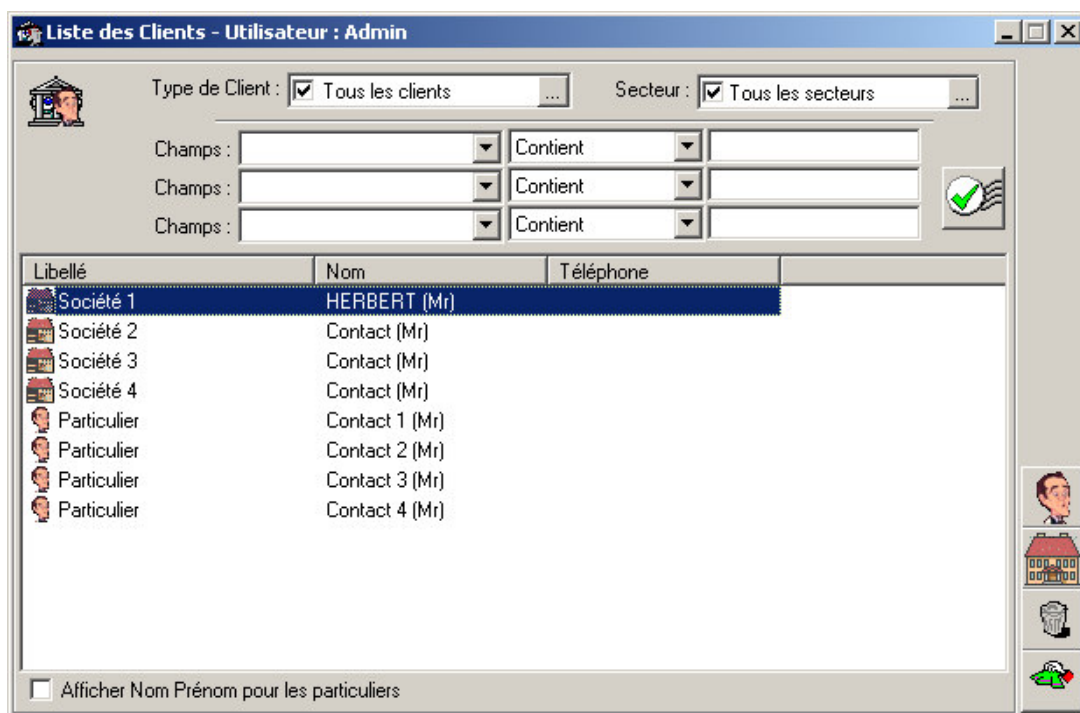 Liste des Clients - Utilisateur : Admin
Type de Client : Tous les clients ... Secteur : Tous les secteurs ...
Champs : Contient
Champs : Contient
Champs : Contient
Libellé Nom Téléphone
Société 1 HERBERT (Mr)
Société 2 Contact (Mr)
Société 3 Contact (Mr)
Société 4 Contact (Mr)
Particulier Contact 1 (Mr)
Particulier Contact 2 (Mr)
Particulier Contact 3 (Mr)
Particulier Contact 4 (Mr)
Afficher Nom Prénom pour les particuliers